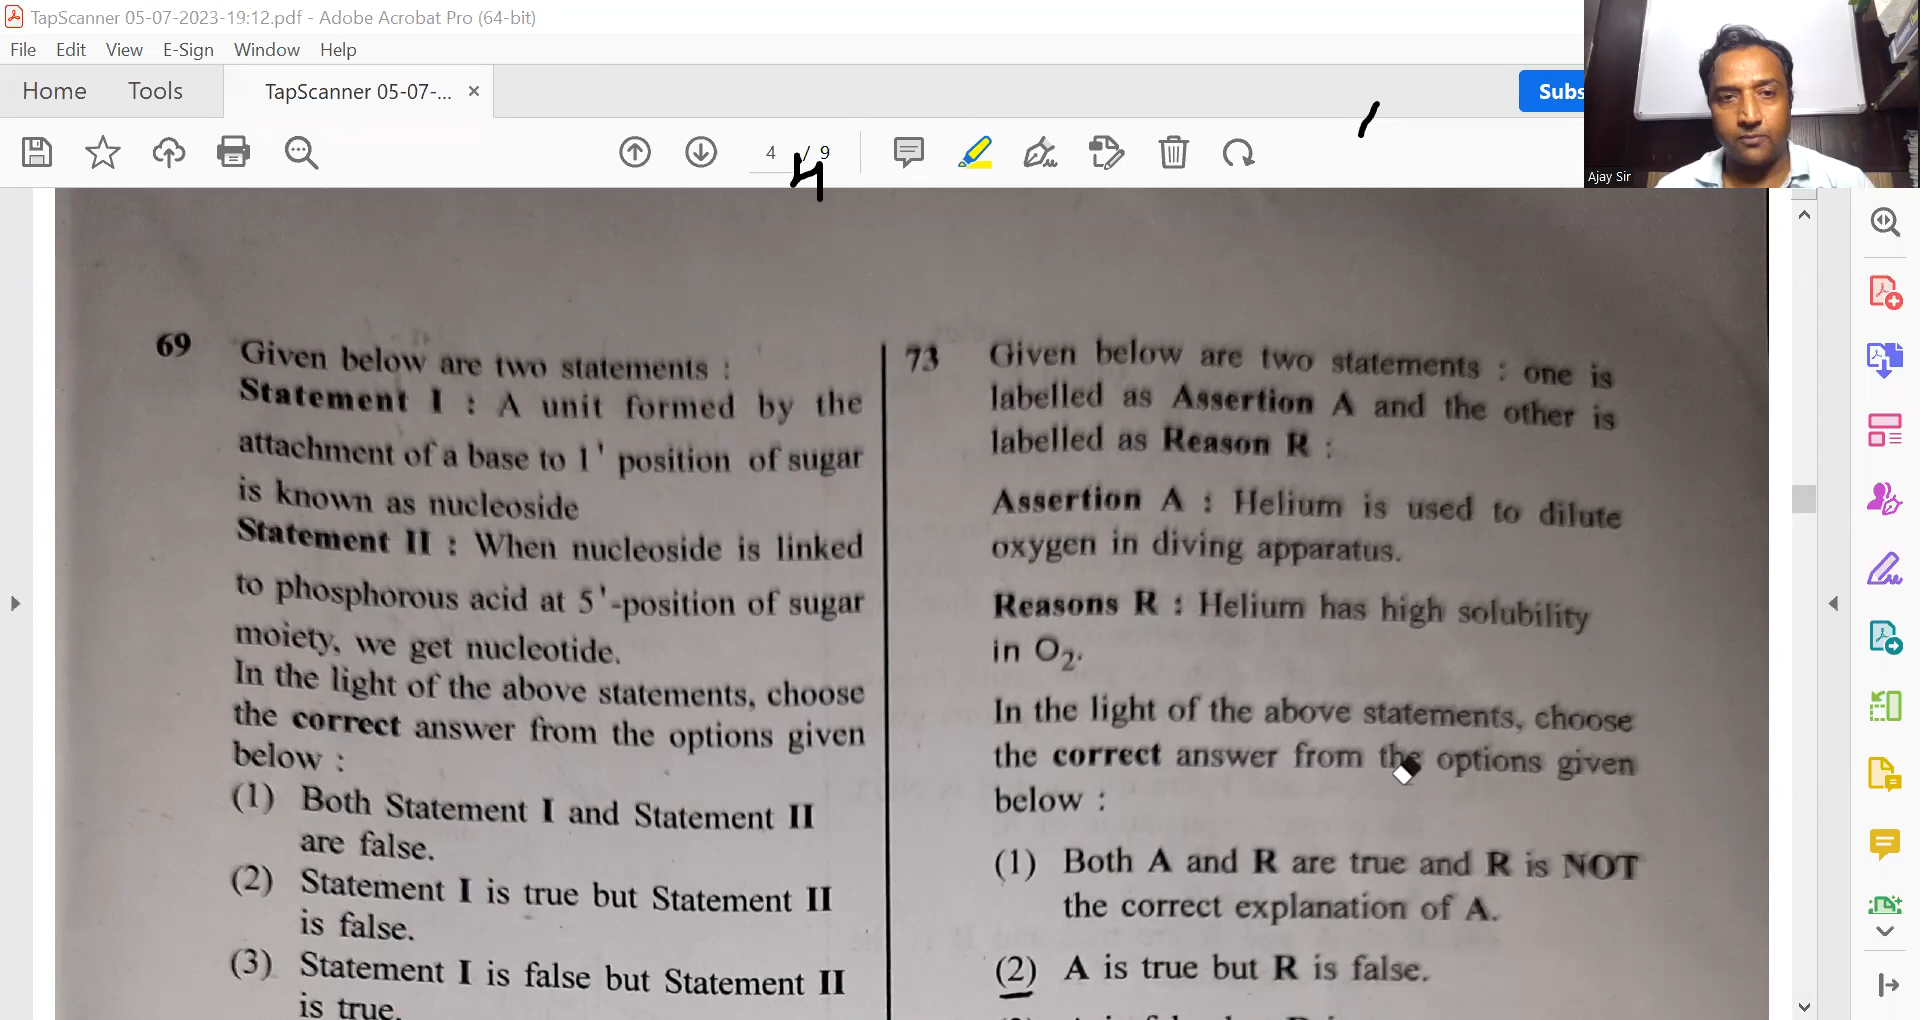 TapScanner 05-07-2023-19:12.pdf - Adobe Acrobat Pro (64-bit)
File Edit View E-Sign Window Help
Home Tools TapScanner 05-07-... ×
Subs
4 / 9
4
Ajay Sir
69 Given below are two statements :
Statement I : A unit formed by the
attachment of a base to 1' position of sugar
is known as nucleoside
Statement II : When nucleoside is linked
to phosphorous acid at 5'-position of sugar
moiety, we get nucleotide.
In the light of the above statements, choose
the correct answer from the options given
below :
(1) Both Statement I and Statement II
are false.
(2) Statement I is true but Statement II
is false.
(3) Statement I is false but Statement II
is true.
73 Given below are two statements : one is
labelled as Assertion A and the other is
labelled as Reason R :
Assertion A : Helium is used to dilute
oxygen in diving apparatus.
Reasons R : Helium has high solubility
in O₂.
In the light of the above statements, choose
the correct answer from the options given
below :
(1) Both A and R are true and R is NOT
the correct explanation of A.
(2) A is true but R is false.